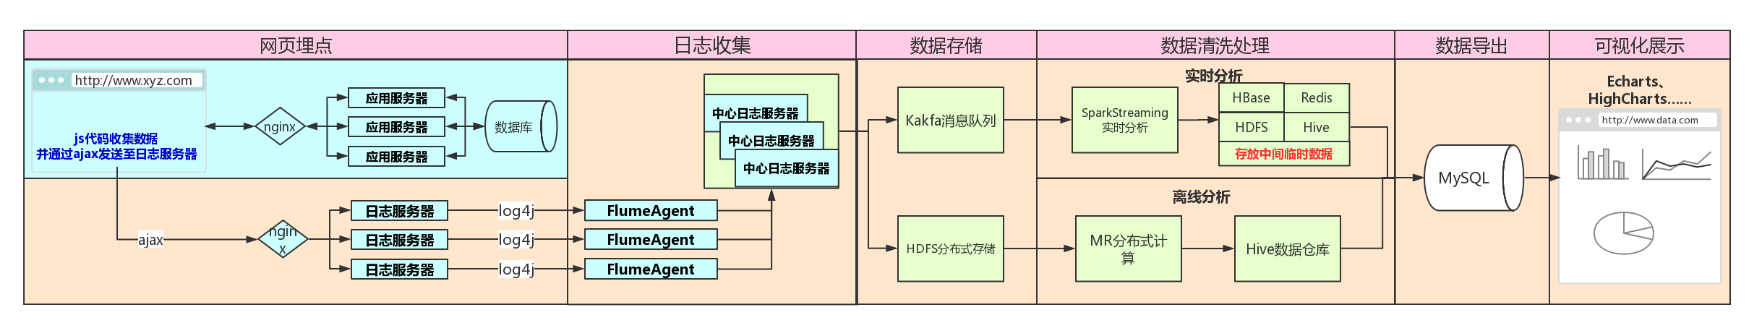 网页埋点
日志收集
数据存储
数据清洗处理
数据导出
可视化展示
http://www.xyz.com
js代码收集数据
并通过ajax发送至日志服务器
nginx
应用服务器
应用服务器
应用服务器
数据库
ajax
ngin
x
日志服务器
日志服务器
日志服务器
log4j
log4j
log4j
中心日志服务器
中心日志服务器
中心日志服务器
FlumeAgent
FlumeAgent
FlumeAgent
Kakfa消息队列
HDFS分布式存储
实时分析
SparkStreaming
实时分析
HBase
Redis
HDFS
Hive
存放中间临时数据
离线分析
MR分布式计
算
Hive数据仓库
MySQL
Echarts、
HighCharts……
http://www.data.com